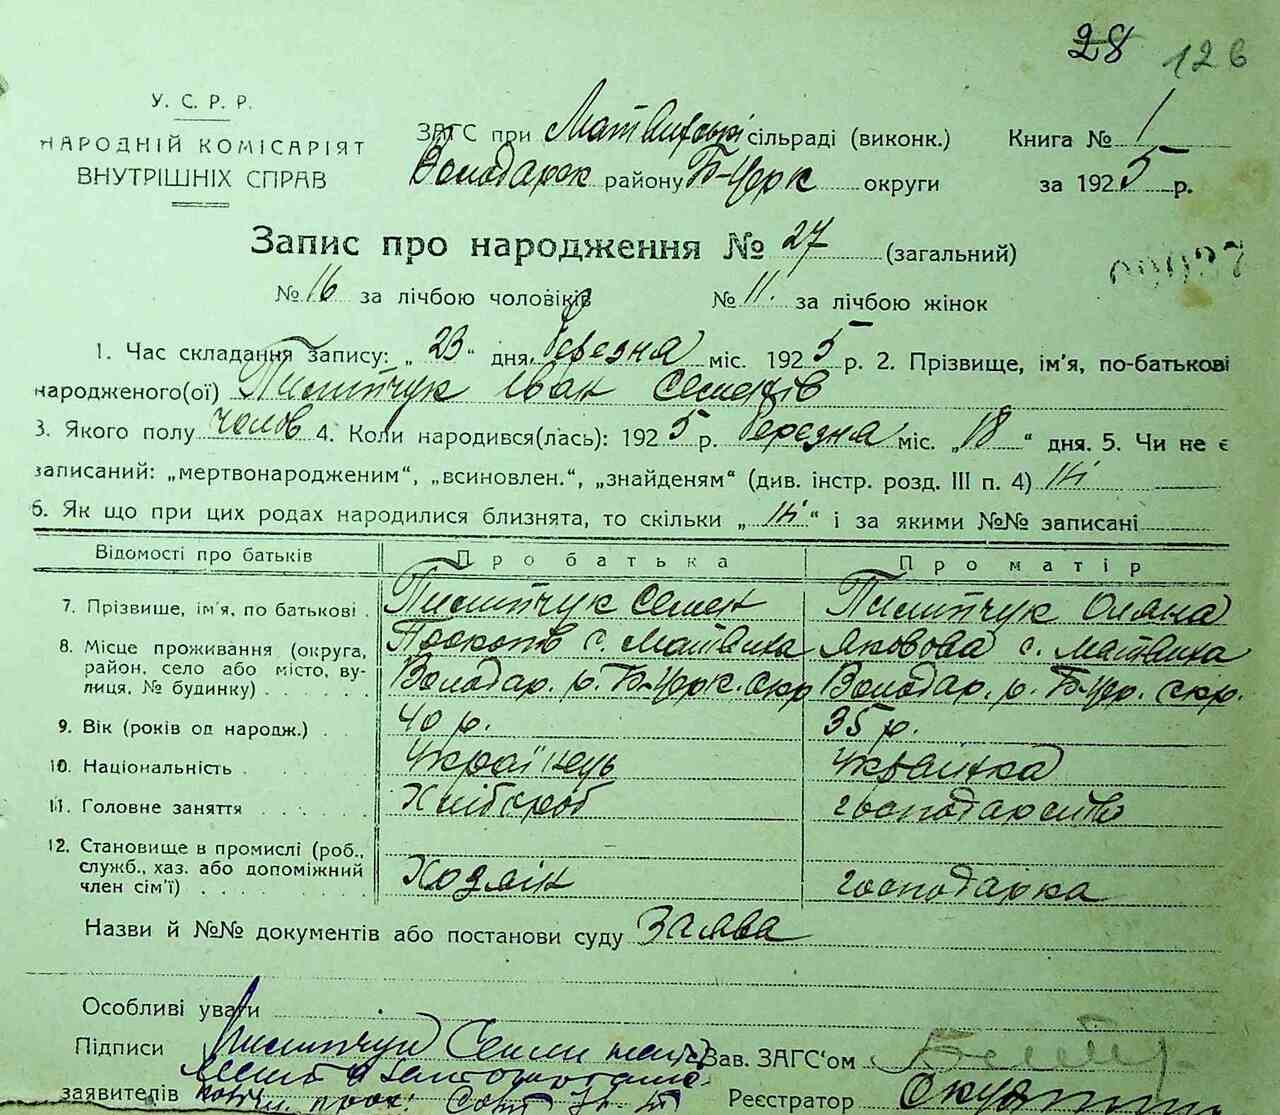 28 126
У. С. Р. Р.
НАРОДНІЙ КОМІСАРІЯТ
ВНУТРІШНІХ СПРАВ
ЗАГС при Матвіївські сільраді (виконк.) Книга № 1
Володарск району Б-Церк округи за 1925 р.
Запис про народження № 27 (загальний)
№ 16 за лічбою чоловіків № 11. за лічбою жінок
1. Час складання запису: „ 23 “ дня, березня міс. 1925 р. 2. Прізвище, ім'я, по-батькові
народженого(ої) Пилипчук Іван Семенів
3. Якого полу чолов 4. Коли народився(лась): 1925 р. березня міс. „ 18 “ дня. 5. Чи не є
записаний: „мертвонародженим“, „всиновлен.“, „знайденям“ (див. інстр. розд. III п. 4) ні
6. Як що при цих родах народилися близнята, то скільки „ ні “ і за якими №№ записані
Відомості про батьків Про батька Про матір
7. Прізвише, ім'я, по батькові . Пилипчук Семен Пилипчук Оляна
8. Місце проживання (округа, Прокопів с. Матвиха Яковова с. Матвиха
район, село або місто, ву-
лиця, № будинку) . . . . . . Володар. р. Б-Церк. окр Володар. р. Б-Цер. окр.
9. Вік (років од народж.) . . 40 р. 35 р.
10. Національність . . . . . Українець Українка
11. Головне заняття . . . . . Хлібороб господарство
12. Становище в промислі (роб.,
служб., хаз. або допоміжний
член сім'ї) . . . . . . . . Хозяін господарка
Назви й №№ документів або постанови суду Заява
Особливі уваги
Підписи Пилипчук Семен Зав. ЗАГС‘ом
заявителів Реєстратор